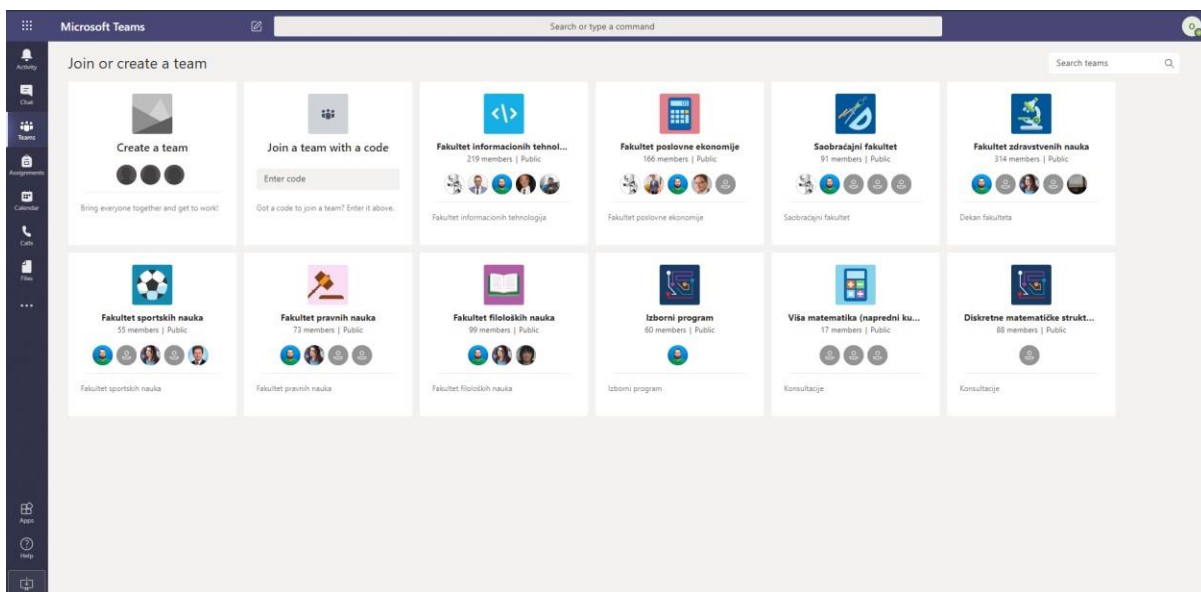 Microsoft Teams
Search or type a command
Activity
Chat
Teams
Assignments
Calendar
Calls
Files
Apps
Help
Join or create a team
Search teams
Create a team
Bring everyone together and get to work!
Join a team with a code
Enter code
Got a code to join a team? Enter it above.
</\>
Fakultet informacionih tehnol...
219 members | Public
Fakultet informacionih tehnologija
Fakultet poslovne ekonomije
166 members | Public
Fakultet poslovne ekonomije
Saobraćajni fakultet
91 members | Public
Saobraćajni fakultet
Fakultet zdravstvenih nauka
314 members | Public
Dekan fakulteta
Fakultet sportskih nauka
55 members | Public
Fakultet sportskih nauka
Fakultet pravnih nauka
73 members | Public
Fakultet pravnih nauka
Fakultet filoloških nauka
99 members | Public
Fakultet filoloških nauka
Izborni program
60 members | Public
Izborni program
Viša matematika (napredni ku...
17 members | Public
Konsultacije
Diskretne matematičke strukt...
88 members | Public
Konsultacije